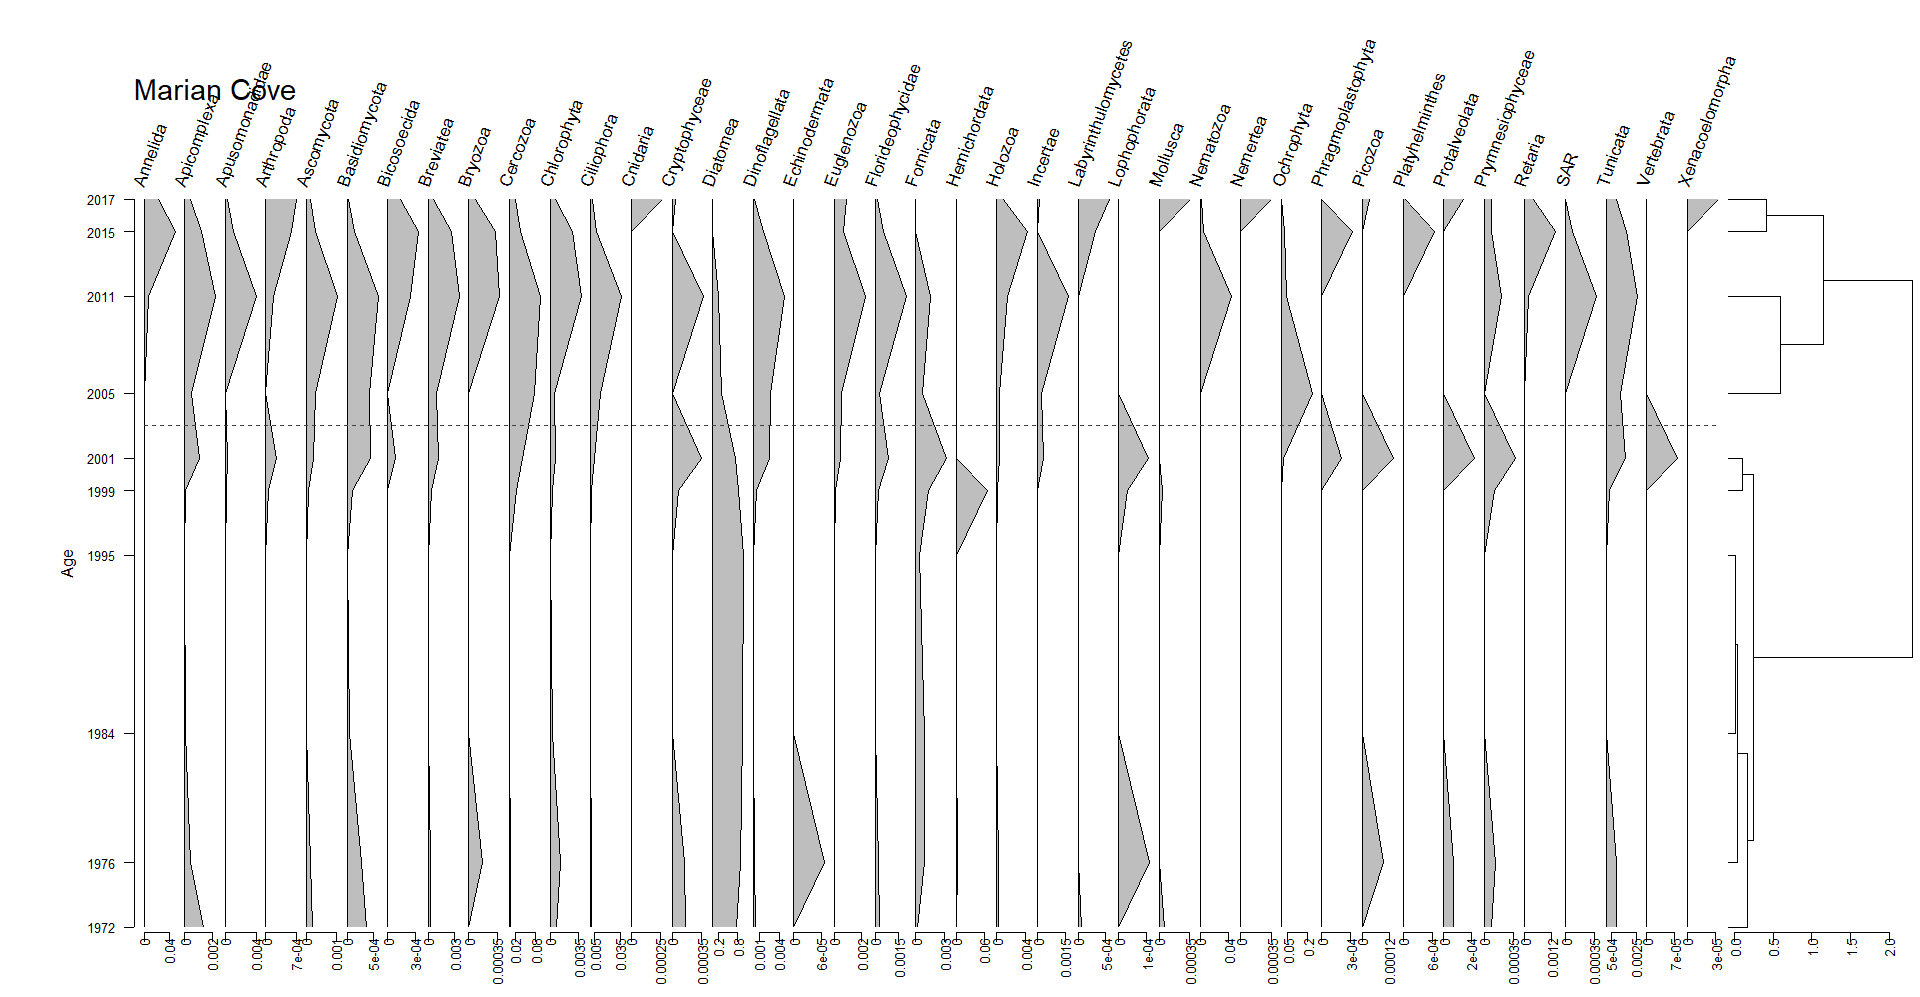 Marian Cove
Annelida
Apicomplexa
Apusomonadidae
Arthropoda
Ascomycota
Basidiomycota
Bicosoecida
Breviatea
Bryozoa
Cercozoa
Chlorophyta
Ciliophora
Cnidaria
Cryptophyceae
Diatomea
Dinoflagellata
Echinodermata
Euglenozoa
Florideophycidae
Fornicata
Hemichordata
Holozoa
Incertae
Labyrinthulomycetes
Lophophorata
Mollusca
Nematozoa
Nemertea
Ochrophyta
Phragmoplastophyta
Picozoa
Platyhelminthes
Protalveolata
Prymnesiophyceae
Retaria
SAR
Tunicata
Vertebrata
Xenacoelomorpha
2017
2015
2011
2005
2001
1999
1995
1984
1976
1972
Age
0 0.04
0 0.002
0 0.004
0 7e-04
0 0.001
0 5e-04
0 3e-04
0 0.003
0 0.00035
0.02 0.08
0 0.0035
0.005 0.035
0 0.00025
0 0.00035
0.2 0.8
0.001 0.004
0 6e-05
0 0.002
0 0.0015
0 0.003
0 0.06
0 0.004
0 0.0015
0 5e-04
0 1e-04
0 0.00035
0 0.04
0 0.00035
0.05 0.2
0 3e-04
0 0.00012
0 6e-04
0 2e-04
0 0.00035
0 0.0012
0 0.00035
5e-04 0.0025
0 7e-05
0 3e-05
0.0 0.5 1.0 1.5 2.0